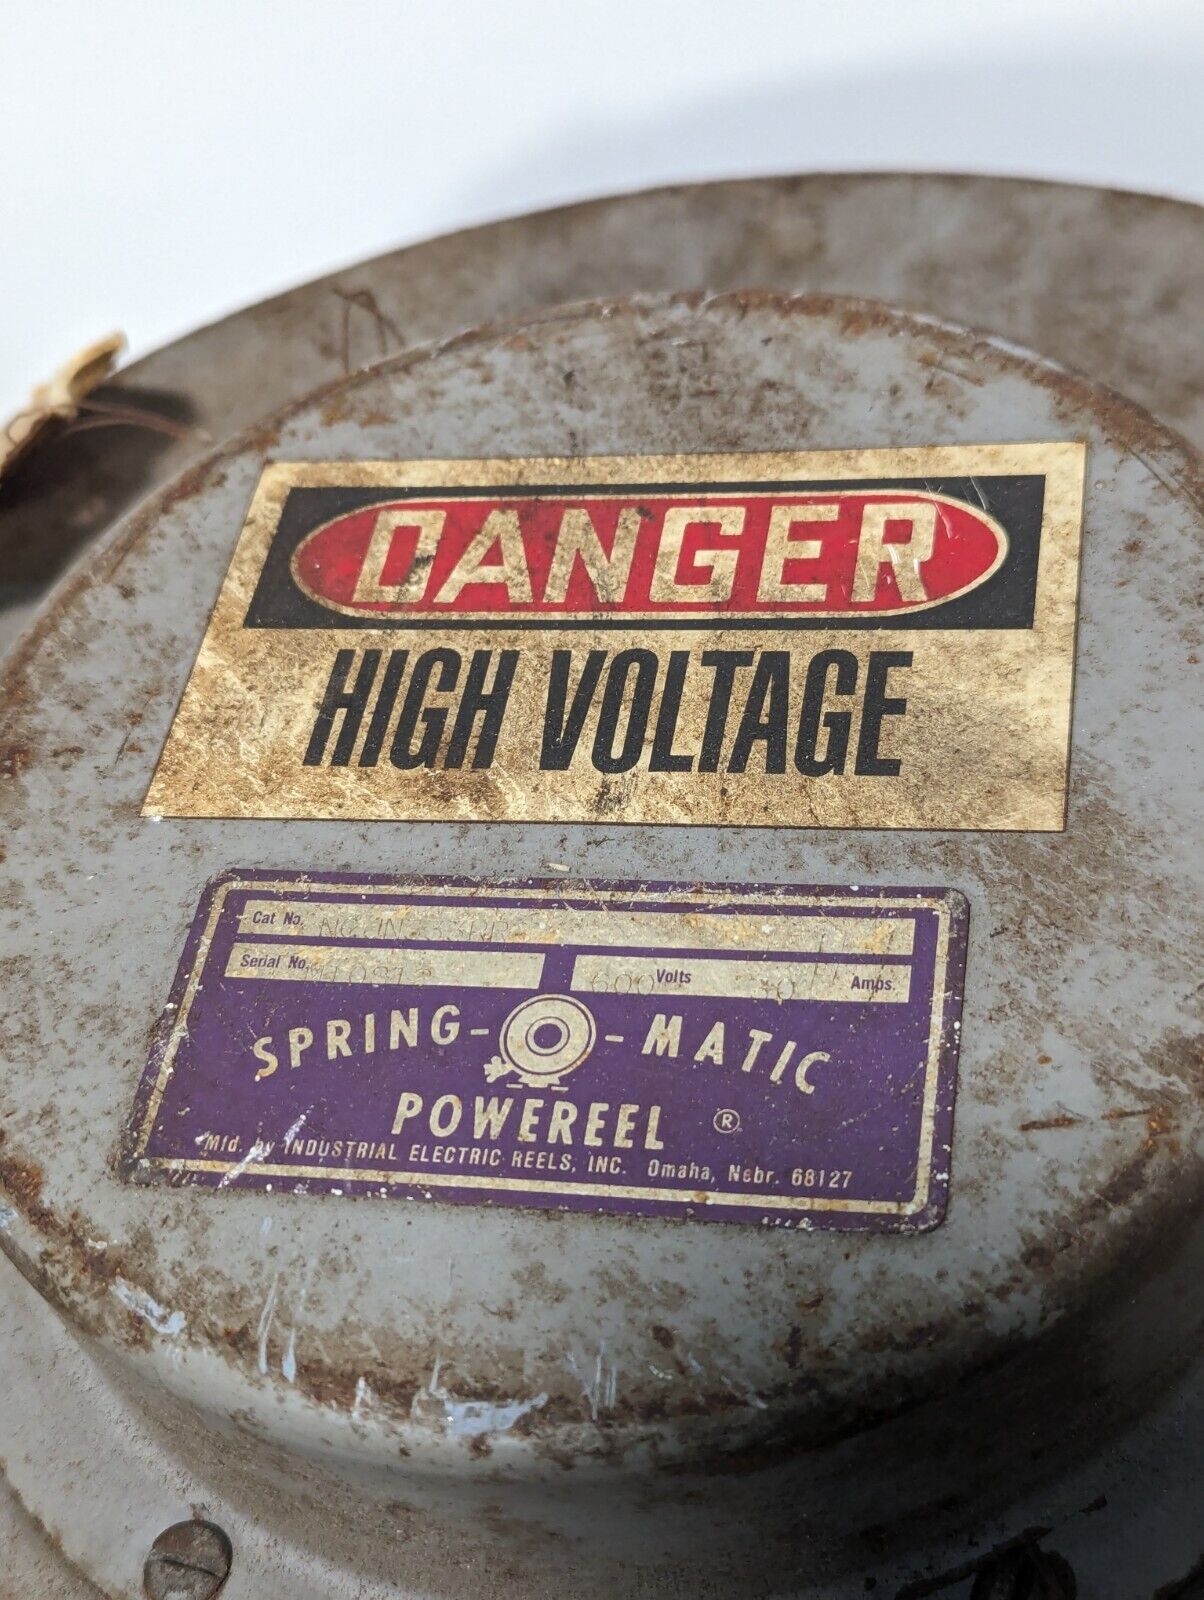 DANGER
HIGH VOLTAGE
Cat No.
Serial No. 600 Volts Amps.
SPRING-O-MATIC
POWEREEL ®
Mfd. by INDUSTRIAL ELECTRIC REELS, INC. Omaha, Nebr. 68127